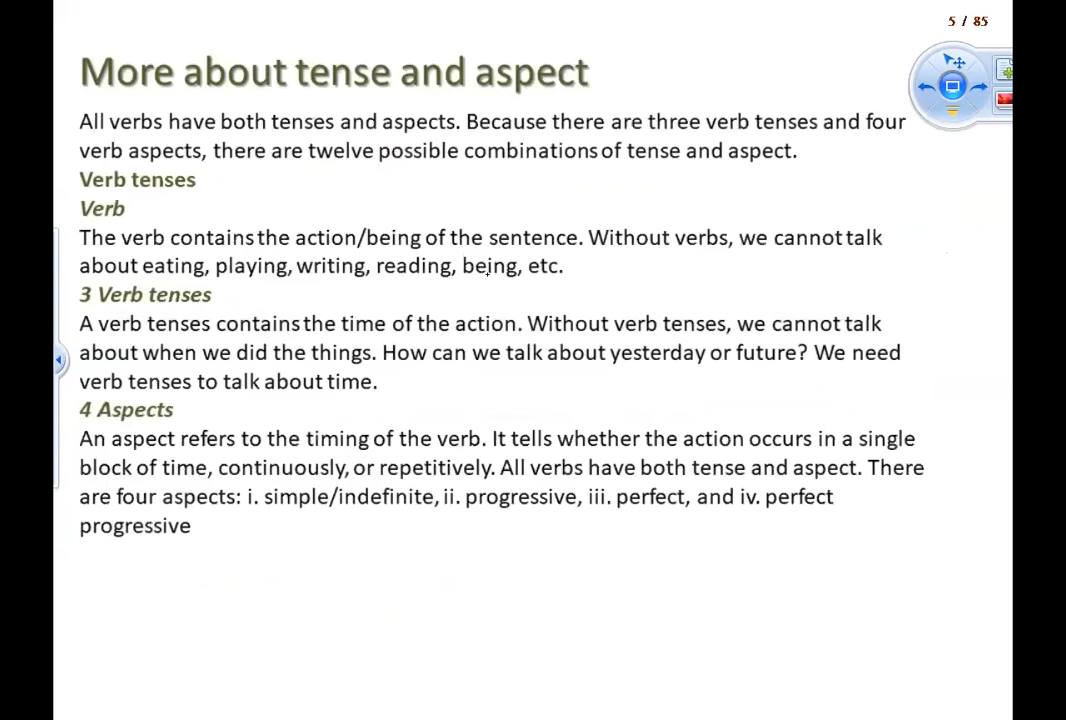 5 / 85
More about tense and aspect
All verbs have both tenses and aspects. Because there are three verb tenses and four
verb aspects, there are twelve possible combinations of tense and aspect.
Verb tenses
Verb
The verb contains the action/being of the sentence. Without verbs, we cannot talk
about eating, playing, writing, reading, being, etc.
3 Verb tenses
A verb tenses contains the time of the action. Without verb tenses, we cannot talk
about when we did the things. How can we talk about yesterday or future? We need
verb tenses to talk about time.
4 Aspects
An aspect refers to the timing of the verb. It tells whether the action occurs in a single
block of time, continuously, or repetitively. All verbs have both tense and aspect. There
are four aspects: i. simple/indefinite, ii. progressive, iii. perfect, and iv. perfect
progressive